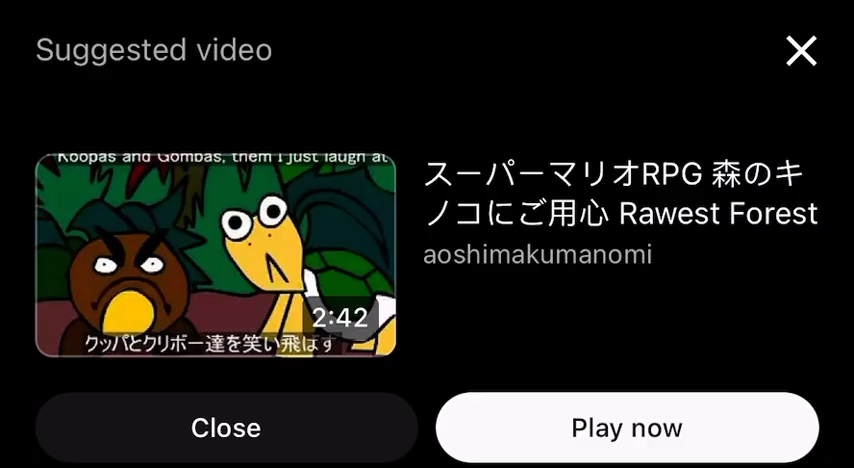 Suggested video
Koopas and Gombas, them I just laugh at
2:42
クッパとクリボー達を笑い飛ばす
スーパーマリオRPG 森のキ
ノコにご用心 Rawest Forest
aoshimakumanomi
Close
Play now